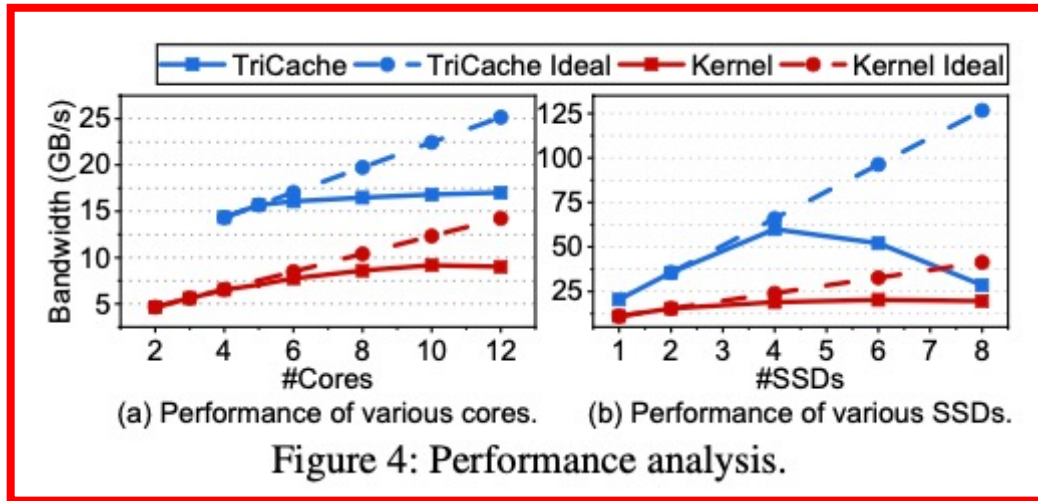 TriCache TriCache Ideal Kernel Kernel Ideal
Bandwidth (GB/s)
25
20
15
10
5
2 4 6 8 10 12
#Cores
(a) Performance of various cores.
125
100
75
50
25
1 2 3 4 5 6 7 8
#SSDs
(b) Performance of various SSDs.
Figure 4: Performance analysis.